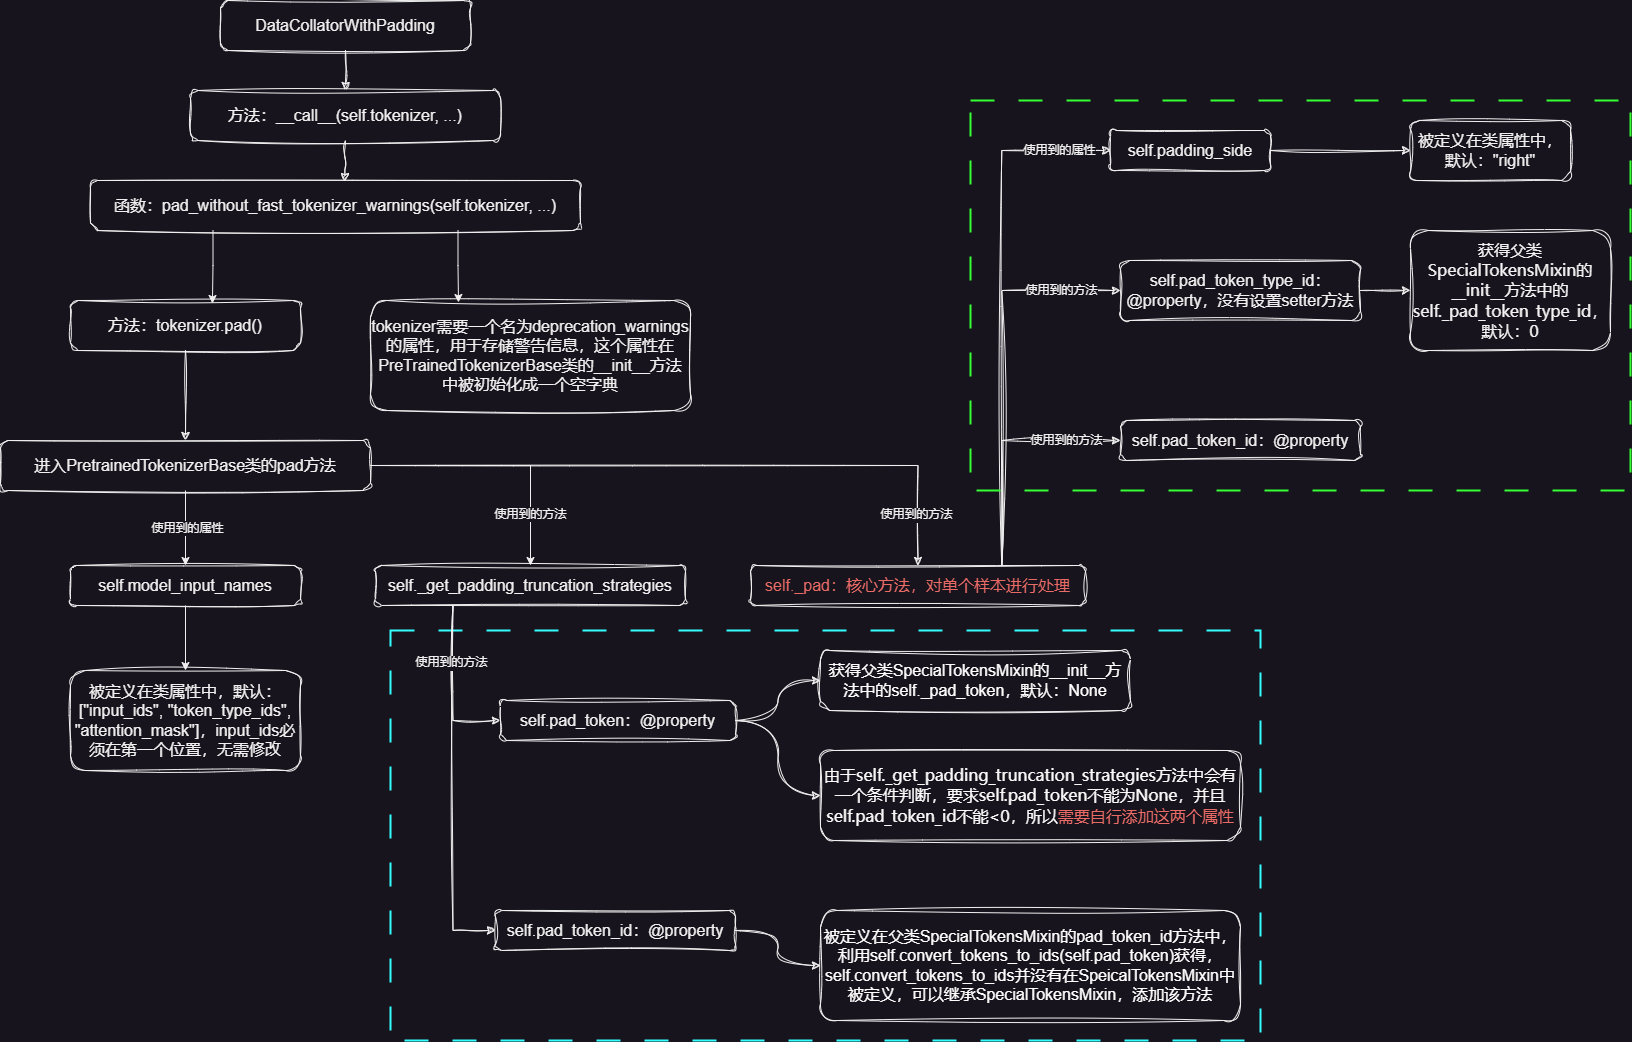 DataCollatorWithPadding
方法：__call__(self.tokenizer, ...)
函数：pad_without_fast_tokenizer_warnings(self.tokenizer, ...)
方法：tokenizer.pad()
tokenizer需要一个名为deprecation_warnings
的属性，用于存储警告信息，这个属性在
PreTrainedTokenizerBase类的__init__方法
中被初始化成一个空字典
进入PretrainedTokenizerBase类的pad方法
使用到的属性
self.model_input_names
被定义在类属性中，默认：
["input_ids", "token_type_ids",
"attention_mask"]，input_ids必
须在第一个位置，无需修改
使用到的方法
self._get_padding_truncation_strategies
使用到的方法
self._pad：核心方法，对单个样本进行处理
使用到的属性
self.padding_side
被定义在类属性中，
默认："right"
使用到的方法
self.pad_token_type_id：
@property，没有设置setter方法
获得父类
SpecialTokensMixin的
__init__方法中的
self._pad_token_type_id，
默认：0
使用到的方法
self.pad_token_id：@property
使用到的方法
self.pad_token：@property
获得父类SpecialTokensMixin的__init__方
法中的self._pad_token，默认：None
由于self._get_padding_truncation_strategies方法中会有
一个条件判断，要求self.pad_token不能为None，并且
self.pad_token_id不能<0，所以需要自行添加这两个属性
self.pad_token_id：@property
被定义在父类SpecialTokensMixin的pad_token_id方法中，
利用self.convert_tokens_to_ids(self.pad_token)获得，
self.convert_tokens_to_ids并没有在SpeicalTokensMixin中
被定义，可以继承SpecialTokensMixin，添加该方法